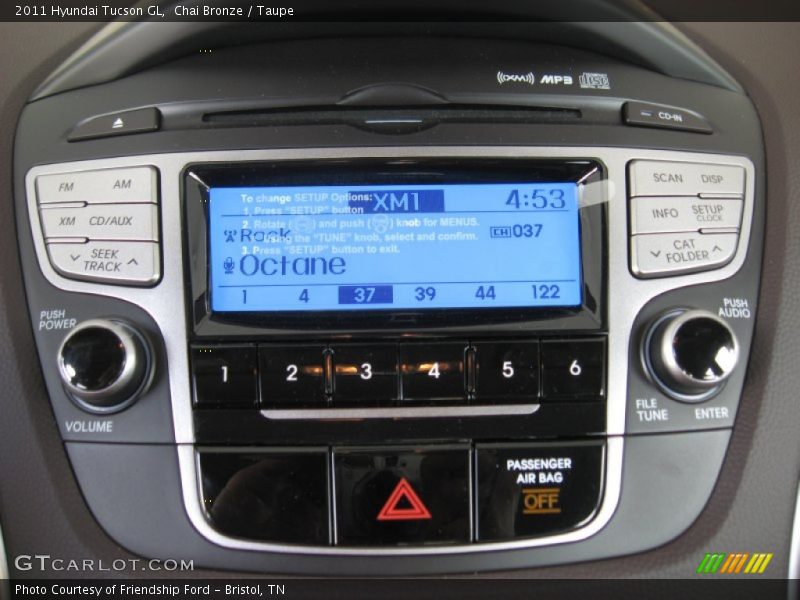 2011 Hyundai Tucson GL,  Chai Bronze / Taupe
((XM)) MP3 disc
CD-IN
FM AM
XM CD/AUX
SEEK
TRACK
SCAN DISP
INFO SETUP
CLOCK
CAT
FOLDER
To change SETUP Options:
1. Press "SETUP" button
XM1 4:53
2. Rotate and push knob for MENUS.
Rock CH 037
Using the "TUNE" knob, select and confirm.
3. Press "SETUP" button to exit.
Octane
1 4 37 39 44 122
PUSH
POWER
VOLUME
PUSH
AUDIO
FILE
TUNE ENTER
1 2 3 4 5 6
PASSENGER
AIR BAG
OFF
GTCARLOT.COM
Photo Courtesy of Friendship Ford - Bristol, TN